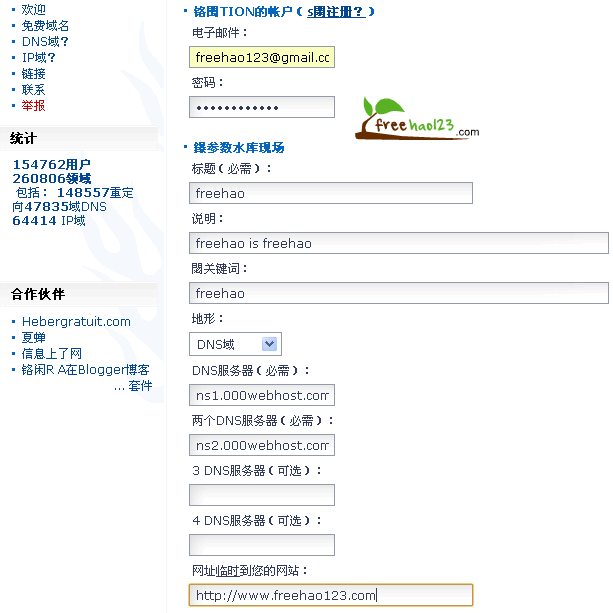 欢迎
免费域名
DNS域?
IP域?
链接
联系
举报
统计
154762用户
260806领域
包括： 148557重定
向47835域DNS
64414 IP域
合作伙伴
Hebergratuit.com
夏蝉
信息上了网
铬闲R A在Blogger博客
... 套件
铬围TION的帐户（s圉注册？）
电子邮件：
freehao123@gmail.cc
密码：
••••••••••••
freehao123.com
鑀参数水库现场
标题（必需）：
freehao
说明：
freehao is freehao
閟关键词：
freehao
地形：
DNS域
DNS服务器（必需）：
ns1.000webhost.com
两个DNS服务器（必需）：
ns2.000webhost.com
3 DNS服务器（可选）：
4 DNS服务器（可选）：
网址临时到您的网站：
http://www.freehao123.com